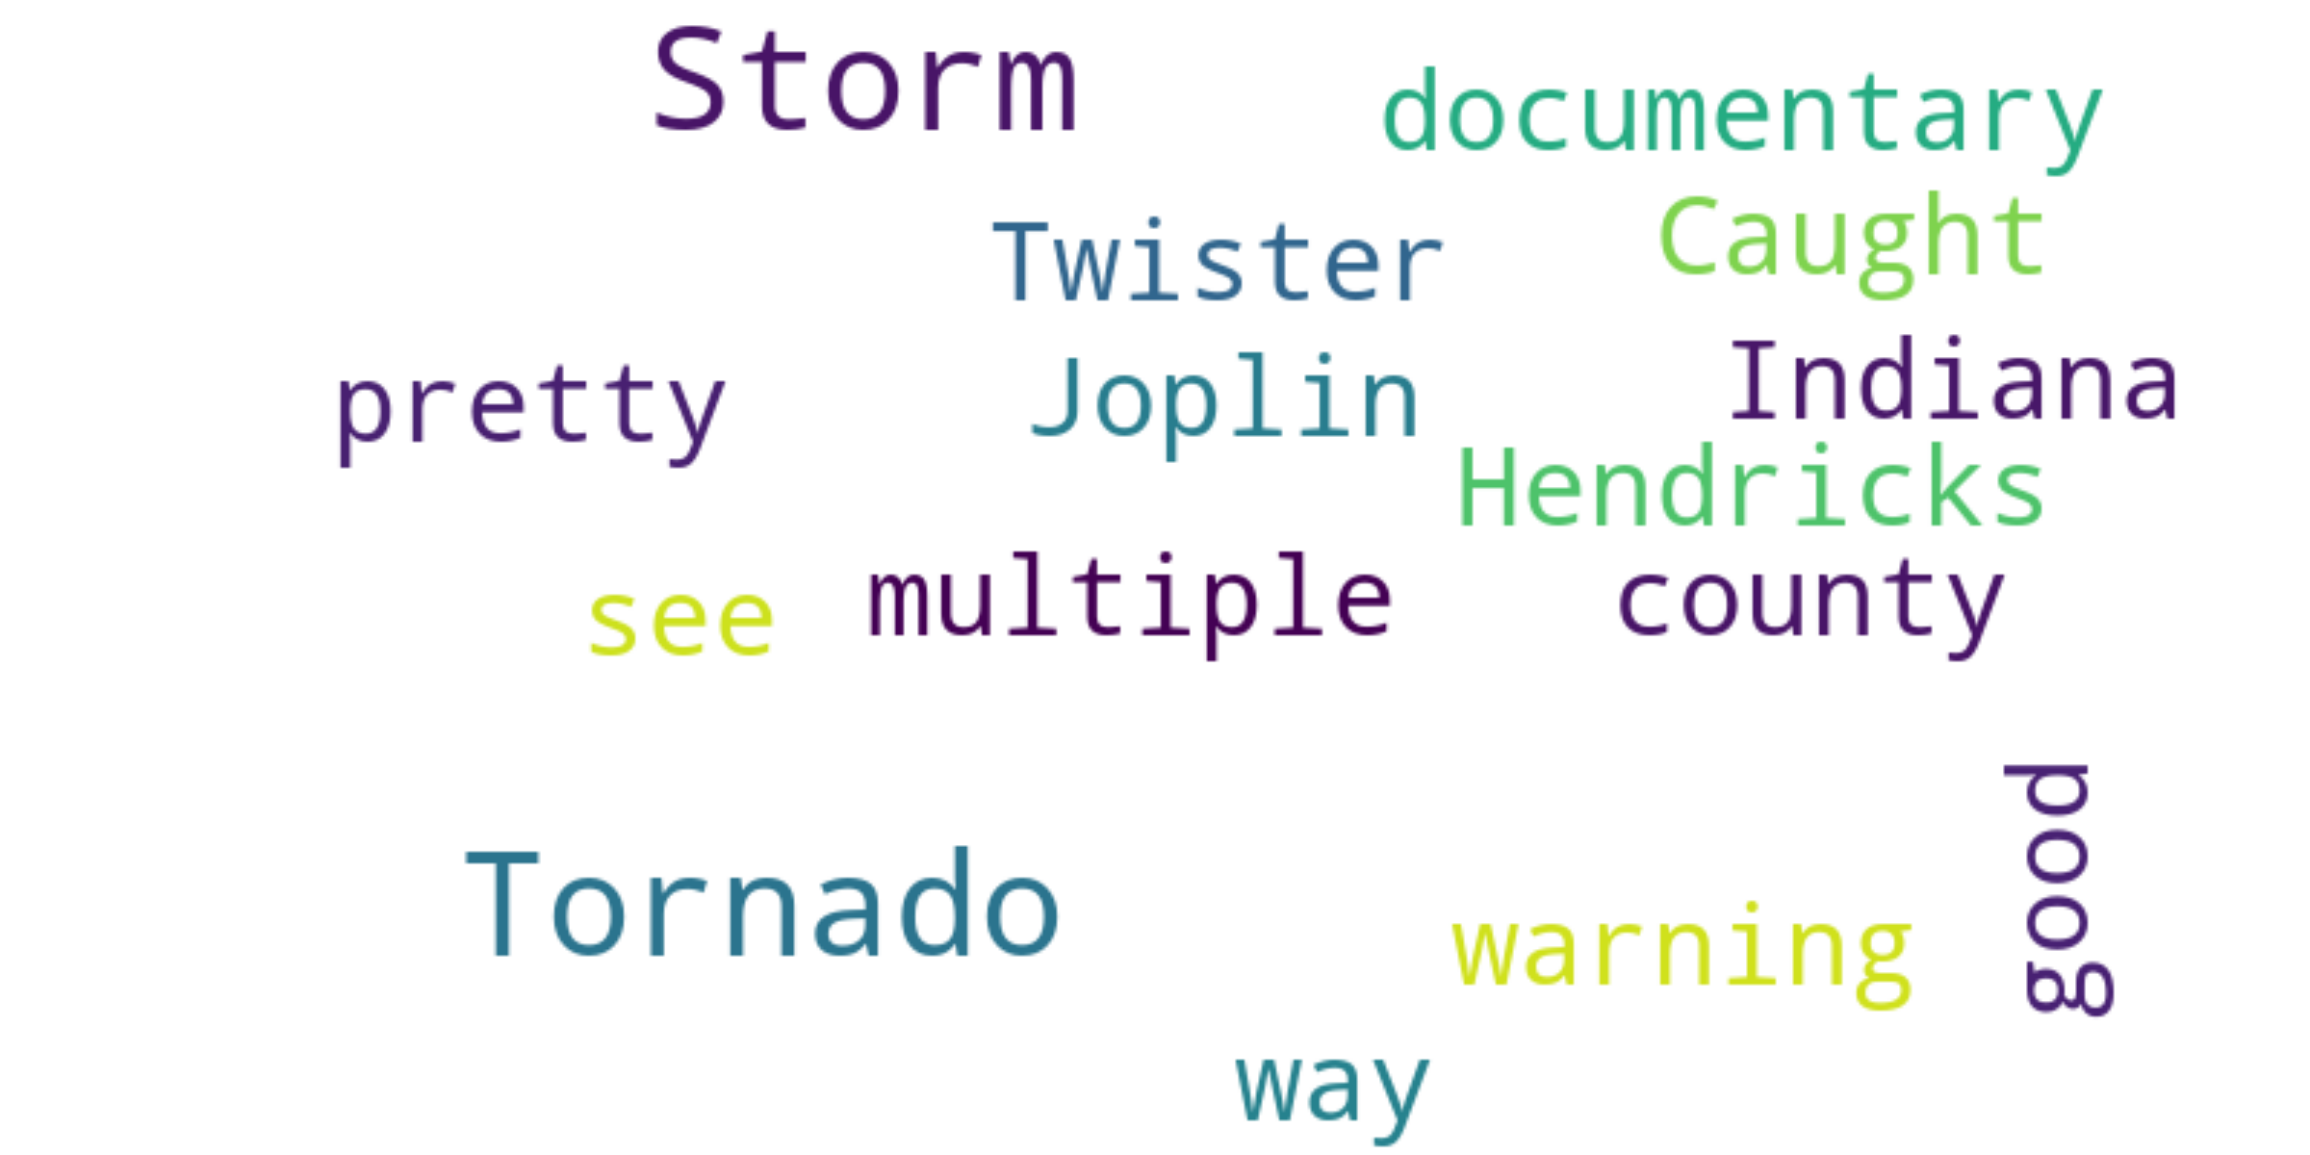 Storm
documentary
Caught
Twister
Indiana
pretty
Joplin
Hendricks
see
multiple
county
good
Tornado
warning
way